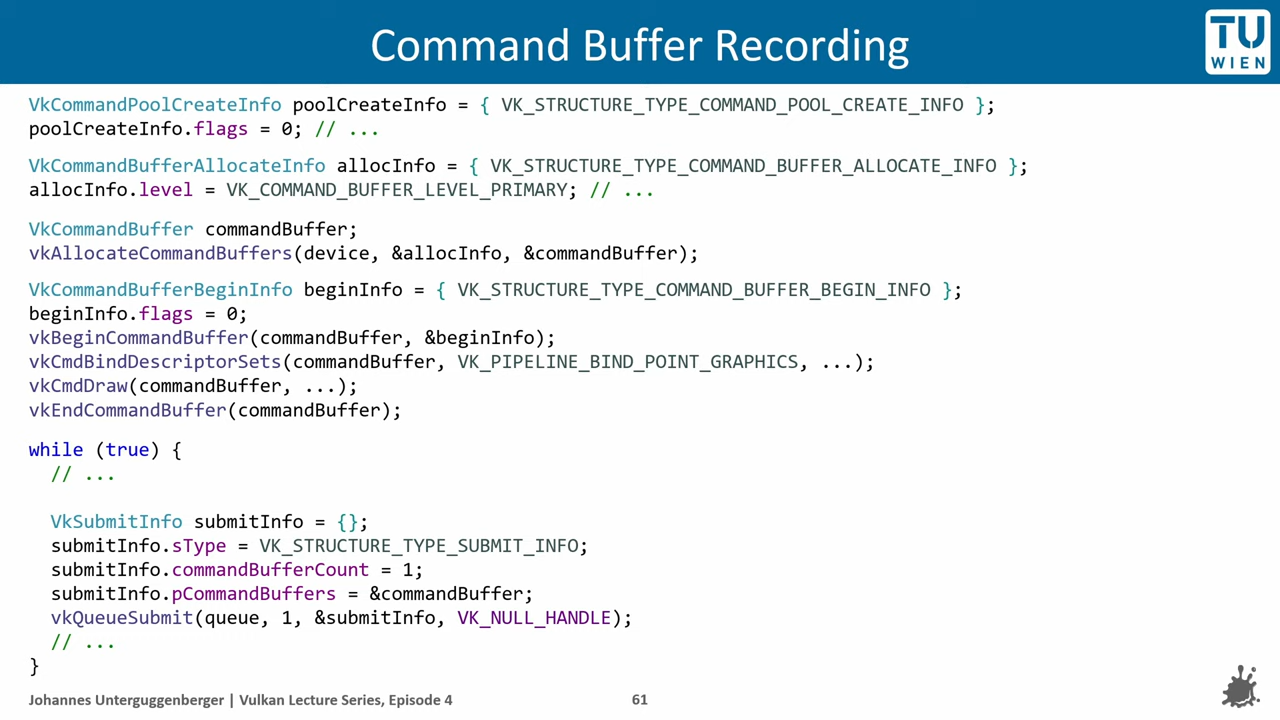 Command Buffer Recording
TU
WIEN
VkCommandPoolCreateInfo poolCreateInfo = { VK_STRUCTURE_TYPE_COMMAND_POOL_CREATE_INFO };
poolCreateInfo.flags = 0; // ...
VkCommandBufferAllocateInfo allocInfo = { VK_STRUCTURE_TYPE_COMMAND_BUFFER_ALLOCATE_INFO };
allocInfo.level = VK_COMMAND_BUFFER_LEVEL_PRIMARY; // ...
VkCommandBuffer commandBuffer;
vkAllocateCommandBuffers(device, &allocInfo, &commandBuffer);
VkCommandBufferBeginInfo beginInfo = { VK_STRUCTURE_TYPE_COMMAND_BUFFER_BEGIN_INFO };
beginInfo.flags = 0;
vkBeginCommandBuffer(commandBuffer, &beginInfo);
vkCmdBindDescriptorSets(commandBuffer, VK_PIPELINE_BIND_POINT_GRAPHICS, ...);
vkCmdDraw(commandBuffer, ...);
vkEndCommandBuffer(commandBuffer);
while (true) {
// ...
VkSubmitInfo submitInfo = {};
submitInfo.sType = VK_STRUCTURE_TYPE_SUBMIT_INFO;
submitInfo.commandBufferCount = 1;
submitInfo.pCommandBuffers = &commandBuffer;
vkQueueSubmit(queue, 1, &submitInfo, VK_NULL_HANDLE);
// ...
}
Johannes Unterguggenberger | Vulkan Lecture Series, Episode 4
61